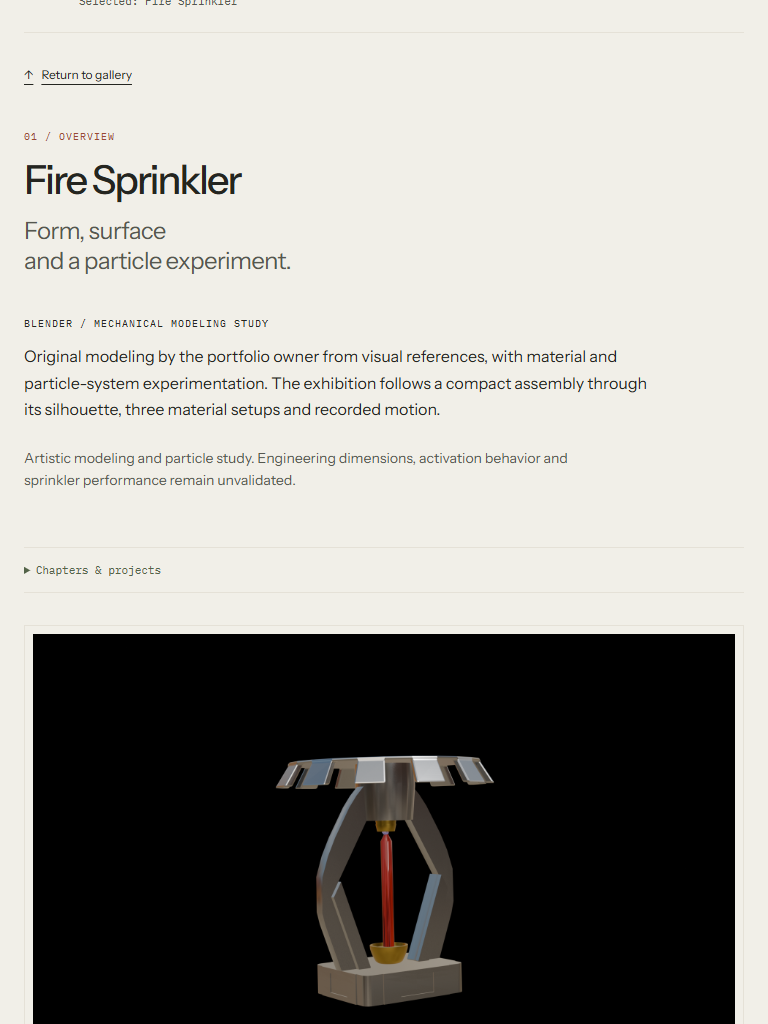 Selected: Fire Sprinkler
↑ Return to gallery
01 / OVERVIEW
Fire Sprinkler
Form, surface
and a particle experiment.
BLENDER / MECHANICAL MODELING STUDY
Original modeling by the portfolio owner from visual references, with material and
particle-system experimentation. The exhibition follows a compact assembly through
its silhouette, three material setups and recorded motion.
Artistic modeling and particle study. Engineering dimensions, activation behavior and
sprinkler performance remain unvalidated.
▶ Chapters & projects